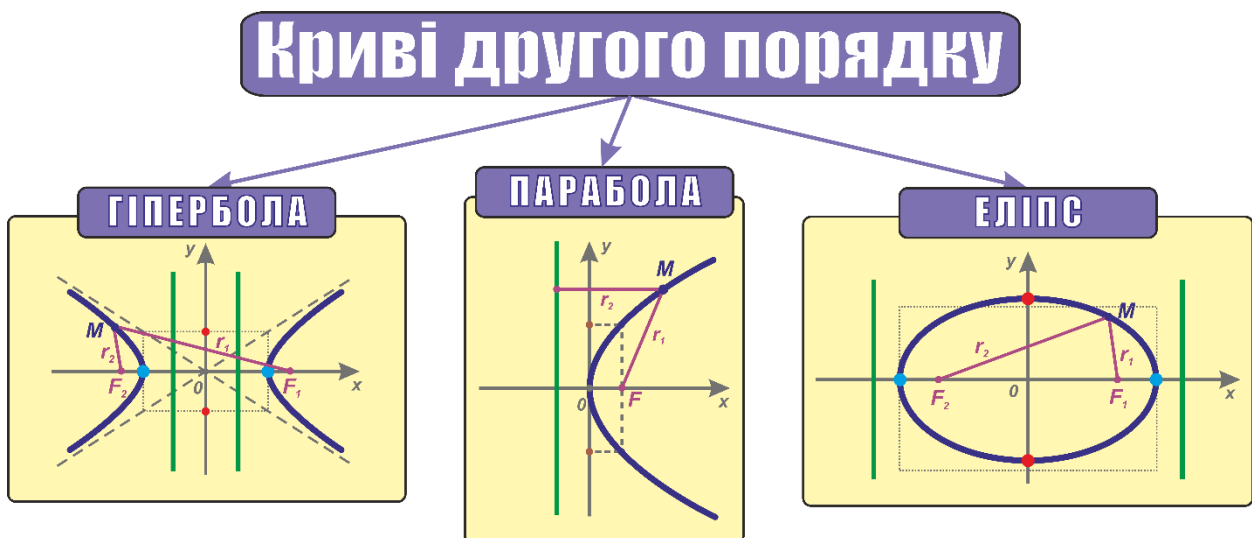 Криві другого порядку
ГІПЕРБОЛА
y
M
r₂
r₁
F₂
0
F₁
x
ПАРАБОЛА
y
M
r₂
r₁
0
F
x
ЕЛІПС
y
M
r₂
r₁
F₂
0
F₁
x